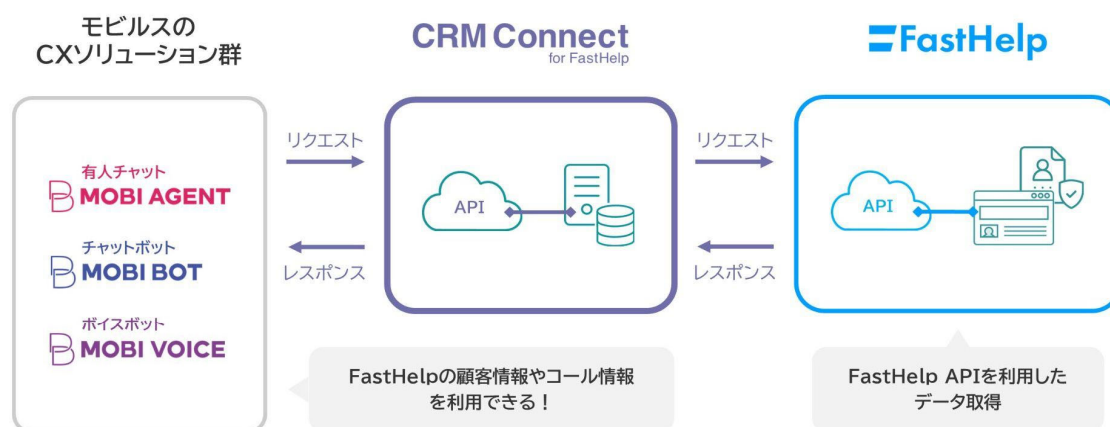 モビルスの
CXソリューション群
CRM Connect
for FastHelp
FastHelp
有人チャット
MOBI AGENT
チャットボット
MOBI BOT
ボイスボット
MOBI VOICE
リクエスト
レスポンス
API
リクエスト
レスポンス
API
FastHelpの顧客情報やコール情報
を利用できる！
FastHelp APIを利用した
データ取得